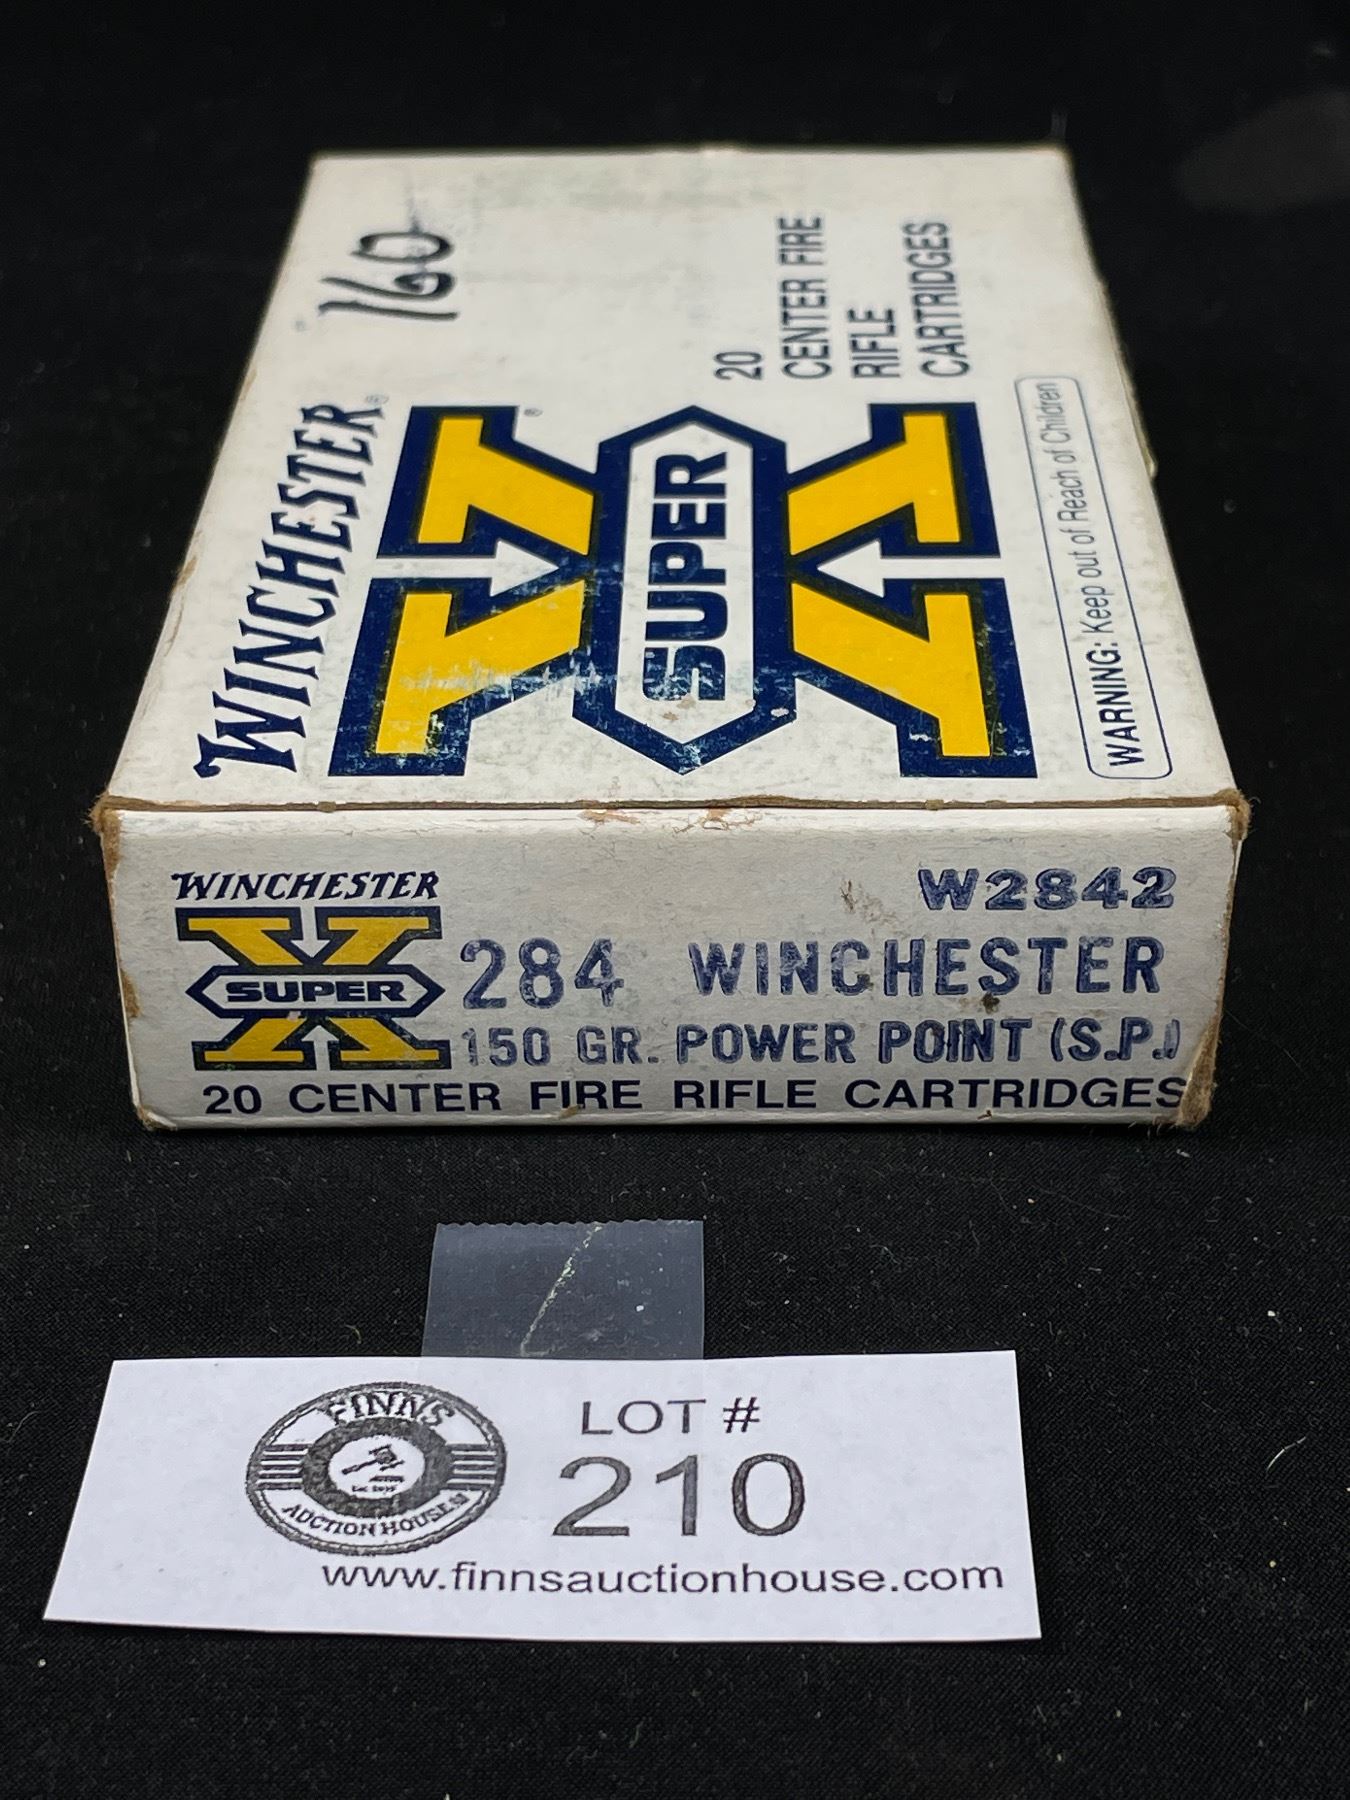 160
WINCHESTER®
SUPER
®
20
CENTER FIRE
RIFLE
CARTRIDGES
WARNING: Keep out of Reach of Children
WINCHESTER
SUPER
W2842
284 WINCHESTER
150 GR. POWER POINT (S.P.)
20 CENTER FIRE RIFLE CARTRIDGES
FINNS
AUCTION HOUSE
LOT #
210
www.finnsauctionhouse.com